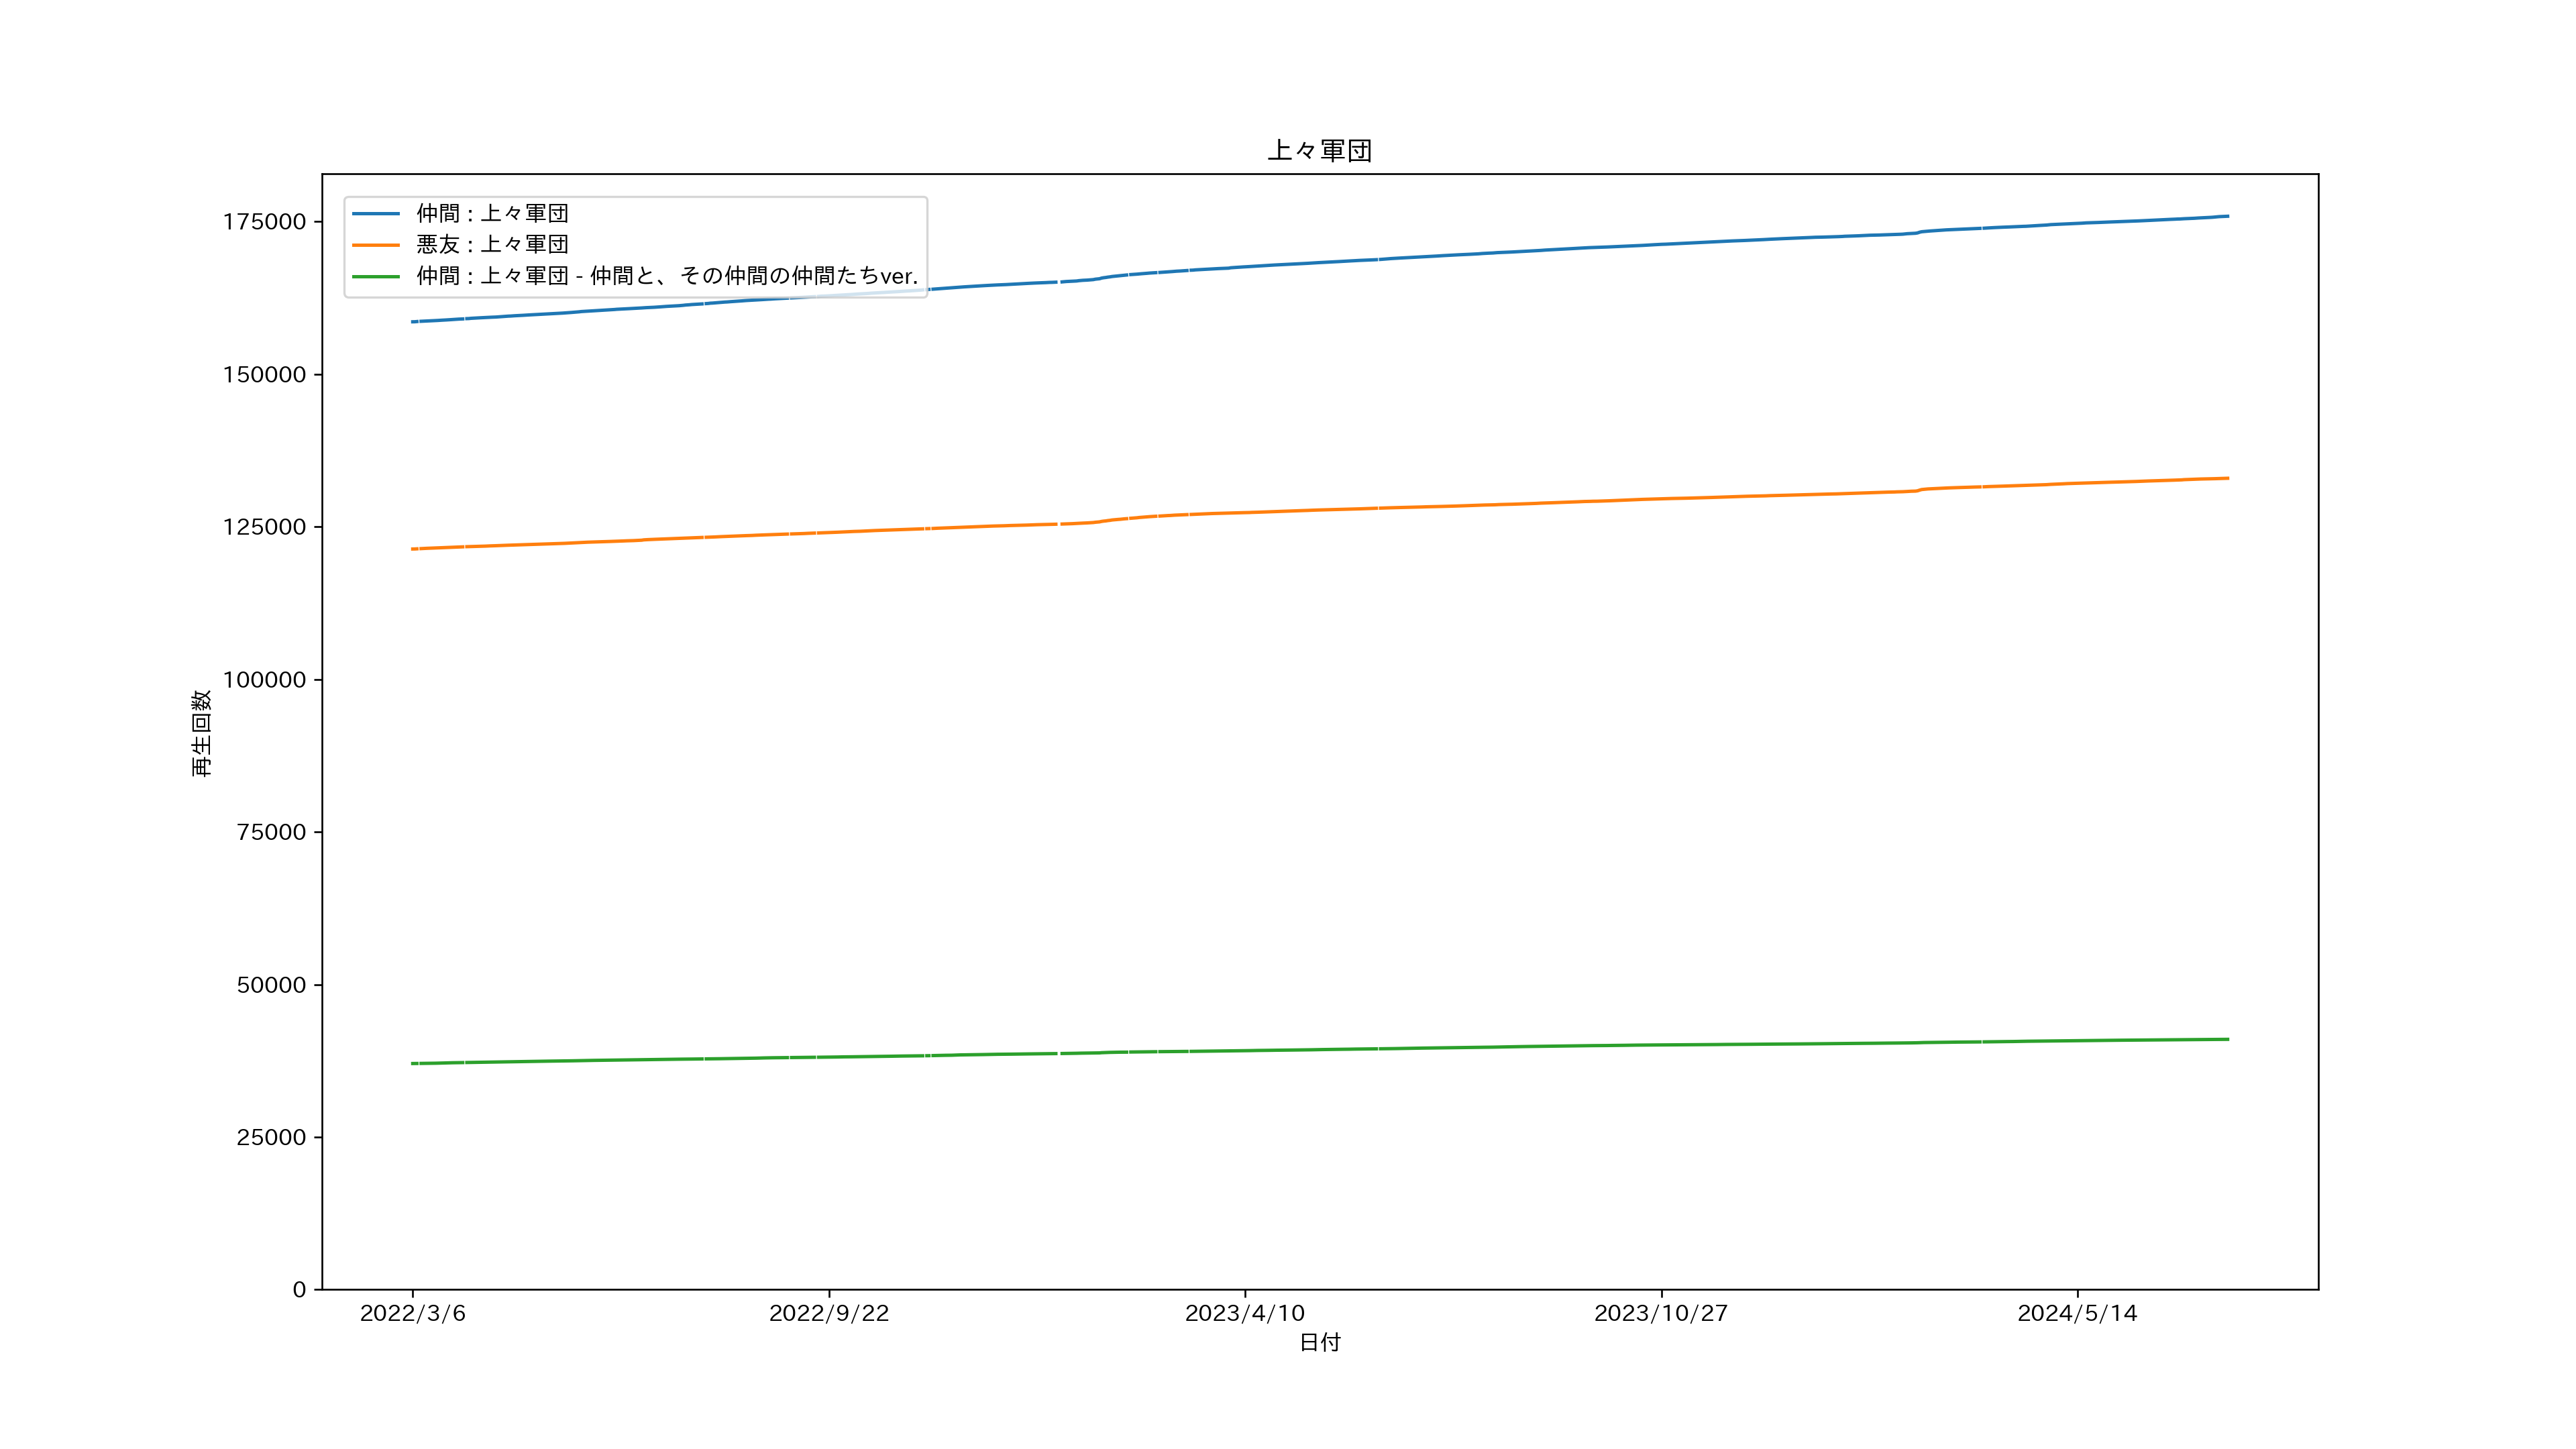 上々軍団
仲間 : 上々軍団
悪友 : 上々軍団
仲間 : 上々軍団 - 仲間と、その仲間の仲間たちver.
175000
150000
125000
100000
75000
50000
25000
0
再生回数
2022/3/6
2022/9/22
2023/4/10
2023/10/27
2024/5/14
日付